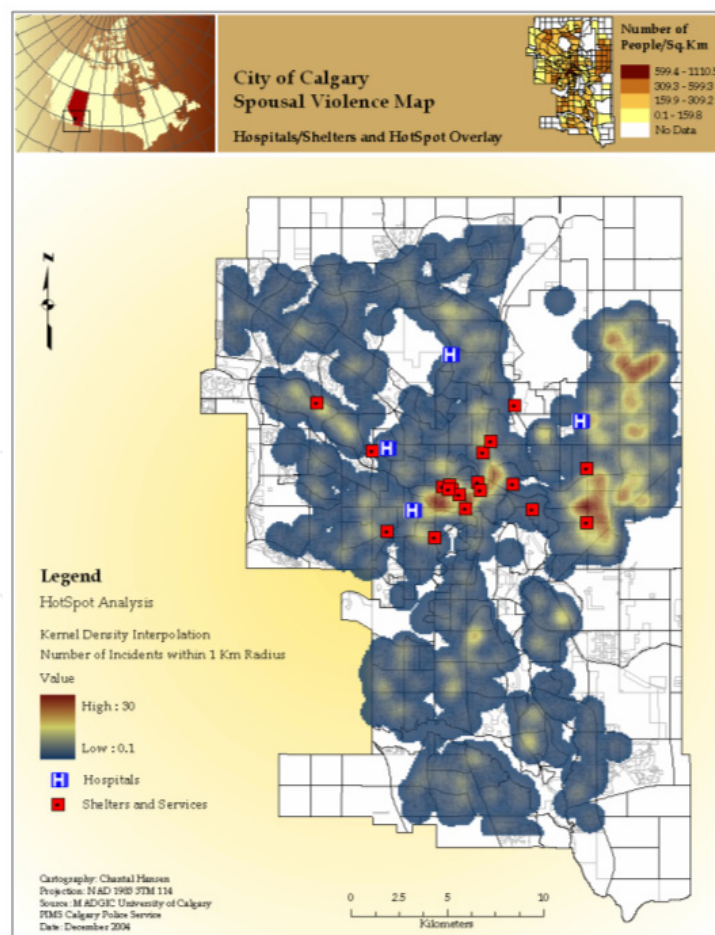 City of Calgary
Spousal Violence Map
Hospitals/Shelters and HotSpot Overlay
Number of
People/Sq.Km
599.4 - 1110.5
309.3 - 599.3
159.9 - 309.2
0.1 - 159.8
No Data
N
H
H
H
H
Legend
HotSpot Analysis
Kernel Density Interpolation
Number of Incidents within 1 Km Radius
Value
High : 30
Low : 0.1
H Hospitals
Shelters and Services
Cartography: Chantal Hansen
Projection: NAD 1983 3TM 114
Source: MADGIC University of Calgary
PIMS Calgary Police Service
Date: December 2004
0 2.5 5 10
Kilometers